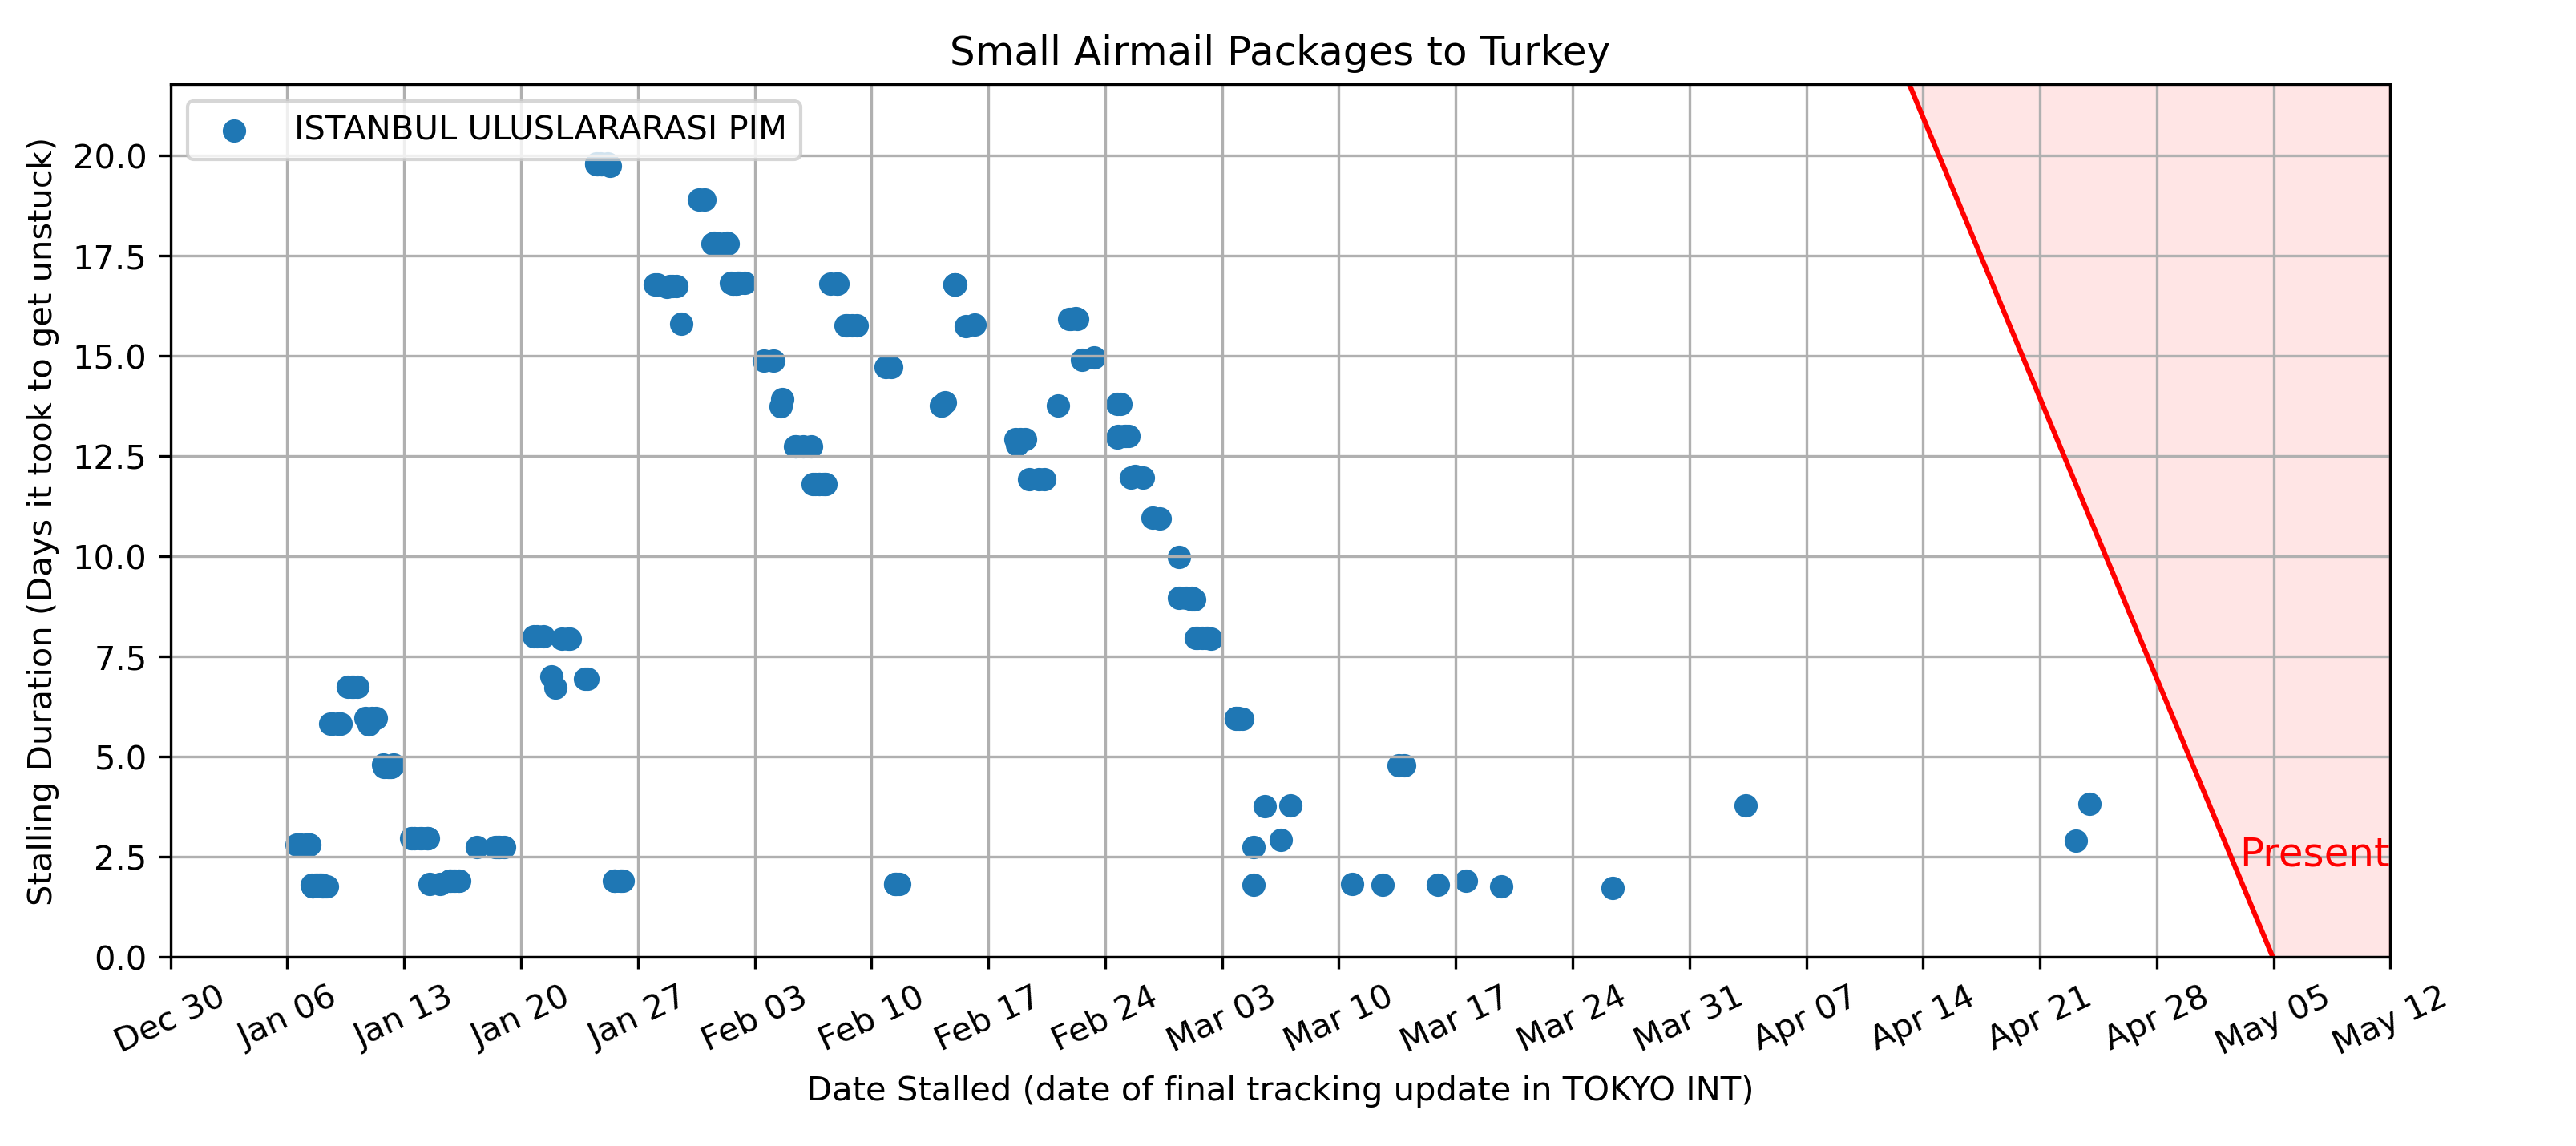 Small Airmail Packages to Turkey
ISTANBUL ULUSLARARASI PIM
Stalling Duration (Days it took to get unstuck)
20.0
17.5
15.0
12.5
10.0
7.5
5.0
2.5
0.0
Present
Dec 30
Jan 06
Jan 13
Jan 20
Jan 27
Feb 03
Feb 10
Feb 17
Feb 24
Mar 03
Mar 10
Mar 17
Mar 24
Mar 31
Apr 07
Apr 14
Apr 21
Apr 28
May 05
May 12
Date Stalled (date of final tracking update in TOKYO INT)